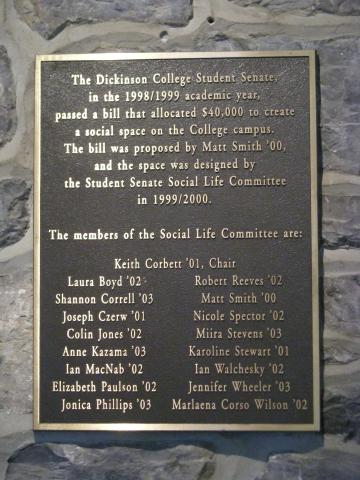 The Dickinson College Student Senate,
in the 1998/1999 academic year,
passed a bill that allocated $40,000 to create
a social space on the College campus.
The bill was proposed by Matt Smith '00,
and the space was designed by
the Student Senate Social Life Committee
in 1999/2000.
The members of the Social Life Committee are:
Keith Corbett '01, Chair
Laura Boyd '02 Robert Reeves '02
Shannon Correll '03 Matt Smith '00
Joseph Czerw '01 Nicole Spector '02
Colin Jones '02 Miira Stevens '03
Anne Kazama '03 Karoline Stewart '01
Ian MacNab '02 Ian Walchesky '02
Elizabeth Paulson '02 Jennifer Wheeler '03
Jonica Phillips '03 Marlaena Corso Wilson '02